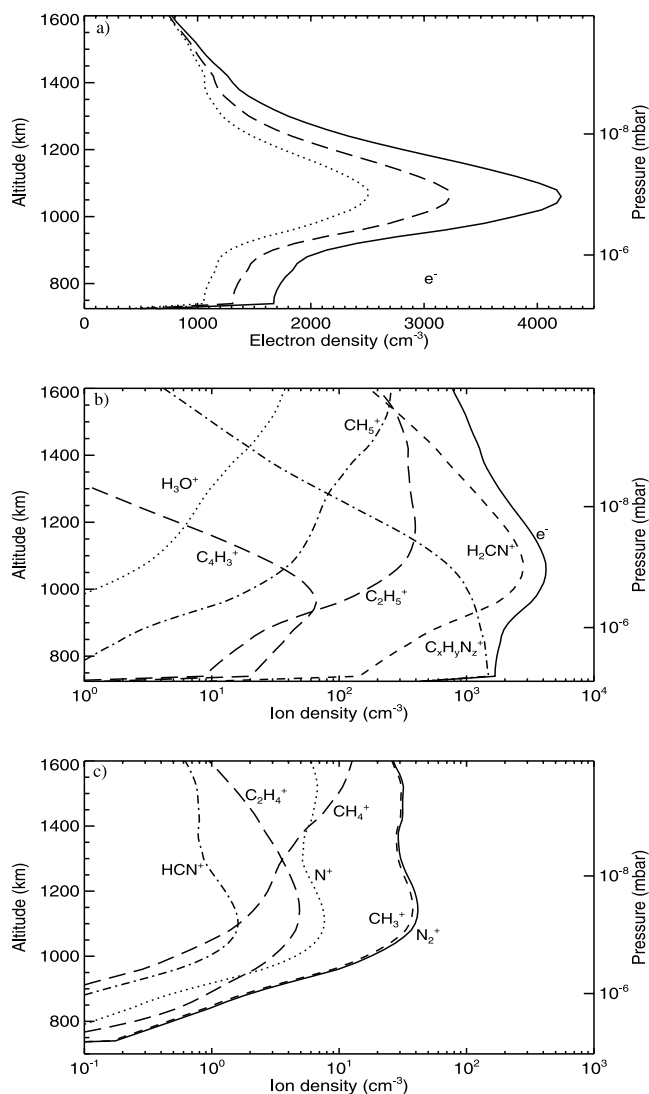 a)
1600
1400
1200
1000
800
Altitude (km)
10⁻⁸
10⁻⁶
Pressure (mbar)
e⁻
0 1000 2000 3000 4000
Electron density (cm⁻³)
b)
1600
1400
1200
1000
800
Altitude (km)
CH₅⁺
H₃O⁺
e⁻
H₂CN⁺
C₄H₃⁺
C₂H₅⁺
CₓHᵧN_z⁺
10⁻⁸
10⁻⁶
Pressure (mbar)
10⁰ 10¹ 10² 10³ 10⁴
Ion density (cm⁻³)
c)
1600
1400
1200
1000
800
Altitude (km)
C₂H₄⁺
CH₄⁺
HCN⁺
N⁺
CH₃⁺
N₂⁺
10⁻⁸
10⁻⁶
Pressure (mbar)
10⁻¹ 10⁰ 10¹ 10² 10³
Ion density (cm⁻³)